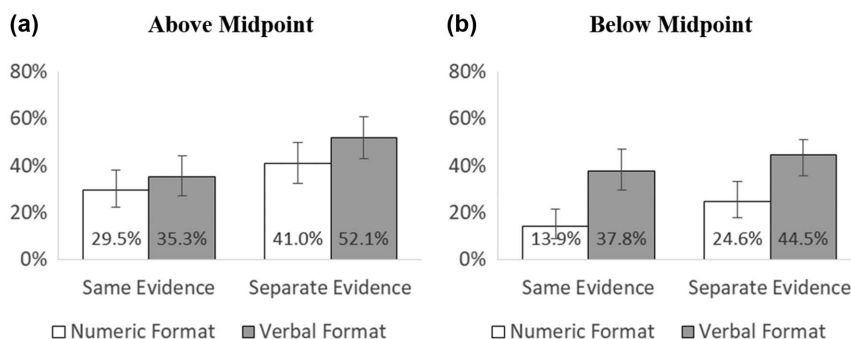 (a) Above Midpoint
80%
60%
40%
20%
0%
29.5% 35.3% 41.0% 52.1%
Same Evidence Separate Evidence
Numeric Format Verbal Format
(b) Below Midpoint
80%
60%
40%
20%
0%
13.9% 37.8% 24.6% 44.5%
Same Evidence Separate Evidence
Numeric Format Verbal Format